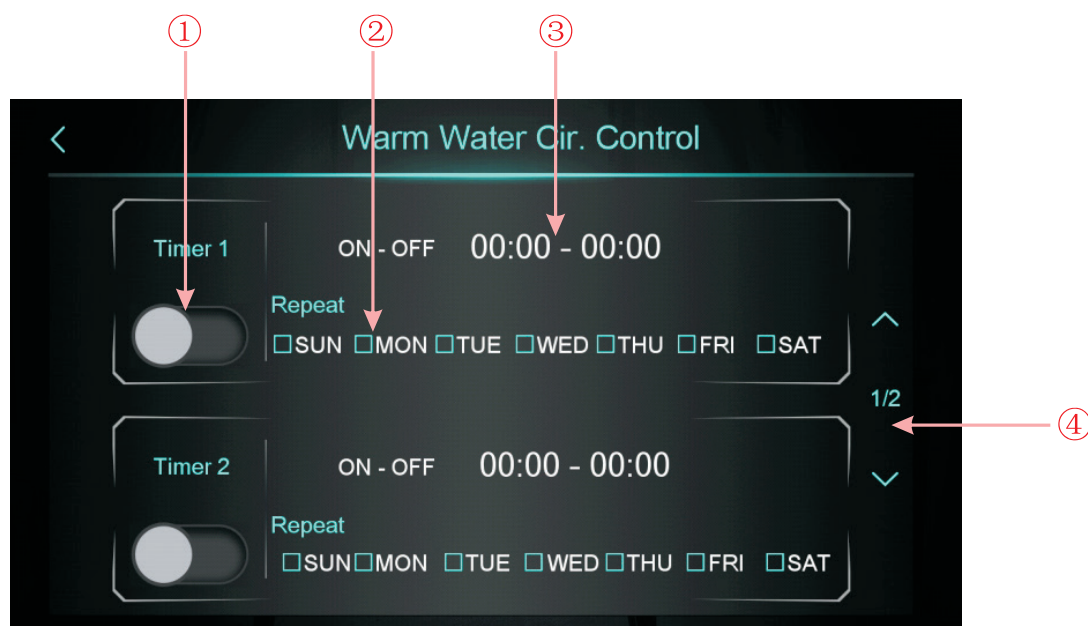 ① ② ③
Warm Water Cir. Control
Timer 1 ON - OFF 00:00 - 00:00
Repeat
SUN MON TUE WED THU FRI SAT
1/2
④
Timer 2 ON - OFF 00:00 - 00:00
Repeat
SUN MON TUE WED THU FRI SAT